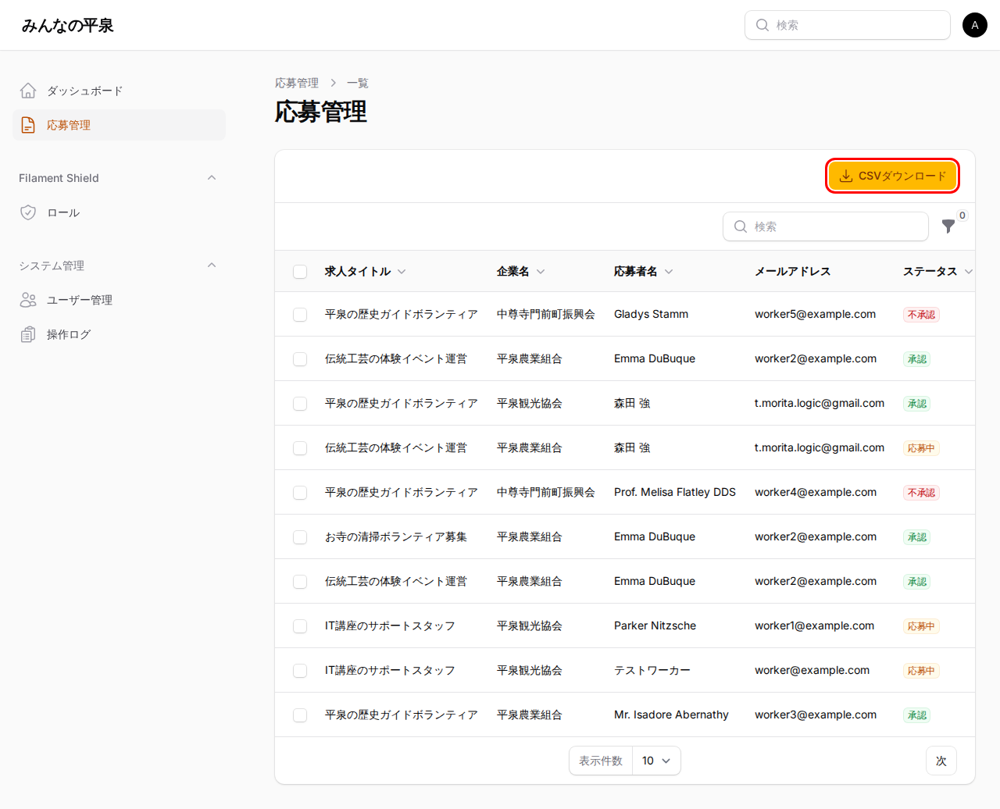 みんなの平泉
検索
A
ダッシュボード
応募管理
Filament Shield
ロール
システム管理
ユーザー管理
操作ログ
応募管理 一覧
応募管理
CSVダウンロード
検索
0
求人タイトル 企業名 応募者名 メールアドレス ステータス
平泉の歴史ガイドボランティア 中尊寺門前町振興会 Gladys Stamm worker5@example.com 不承認
伝統工芸の体験イベント運営 平泉農業組合 Emma DuBuque worker2@example.com 承認
平泉の歴史ガイドボランティア 平泉観光協会 森田 強 t.morita.logic@gmail.com 承認
伝統工芸の体験イベント運営 平泉農業組合 森田 強 t.morita.logic@gmail.com 応募中
平泉の歴史ガイドボランティア 中尊寺門前町振興会 Prof. Melisa Flatley DDS worker4@example.com 不承認
お寺の清掃ボランティア募集 平泉農業組合 Emma DuBuque worker2@example.com 承認
伝統工芸の体験イベント運営 平泉農業組合 Emma DuBuque worker2@example.com 承認
IT講座のサポートスタッフ 平泉観光協会 Parker Nitzsche worker1@example.com 応募中
IT講座のサポートスタッフ 平泉観光協会 テストワーカー worker@example.com 応募中
平泉の歴史ガイドボランティア 平泉農業組合 Mr. Isadore Abernathy worker3@example.com 承認
表示件数 10
次